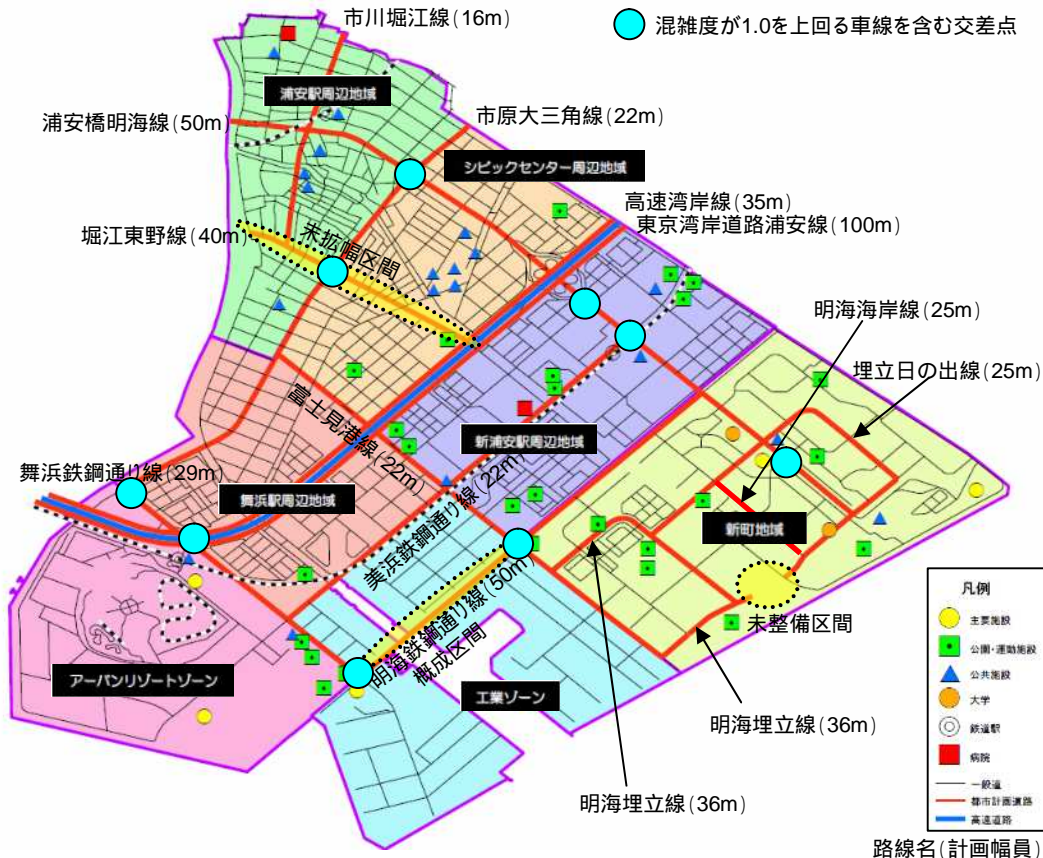 市川堀江線(16m)
混雑度が1.0を上回る車線を含む交差点
浦安駅周辺地域
浦安橋明海線(50m)
市原大三角線(22m)
シビックセンター周辺地域
高速湾岸線(35m)
東京湾岸道路浦安線(100m)
堀江東野線(40m)
未拡幅区間
明海海岸線(25m)
埋立日の出線(25m)
富士見港線(22m)
新浦安駅周辺地域
舞浜鉄鋼通り線(29m)
舞浜駅周辺地域
美浜鉄鋼通り線(22m)
新町地域
明海鉄鋼通り線(50m)
概成区間
未整備区間
アーバンリゾートゾーン
工業ゾーン
明海埋立線(36m)
明海埋立線(36m)
凡例
主要施設
公園・運動施設
公共施設
大学
鉄道駅
病院
一般道
都市計画道路
高速道路
路線名(計画幅員)